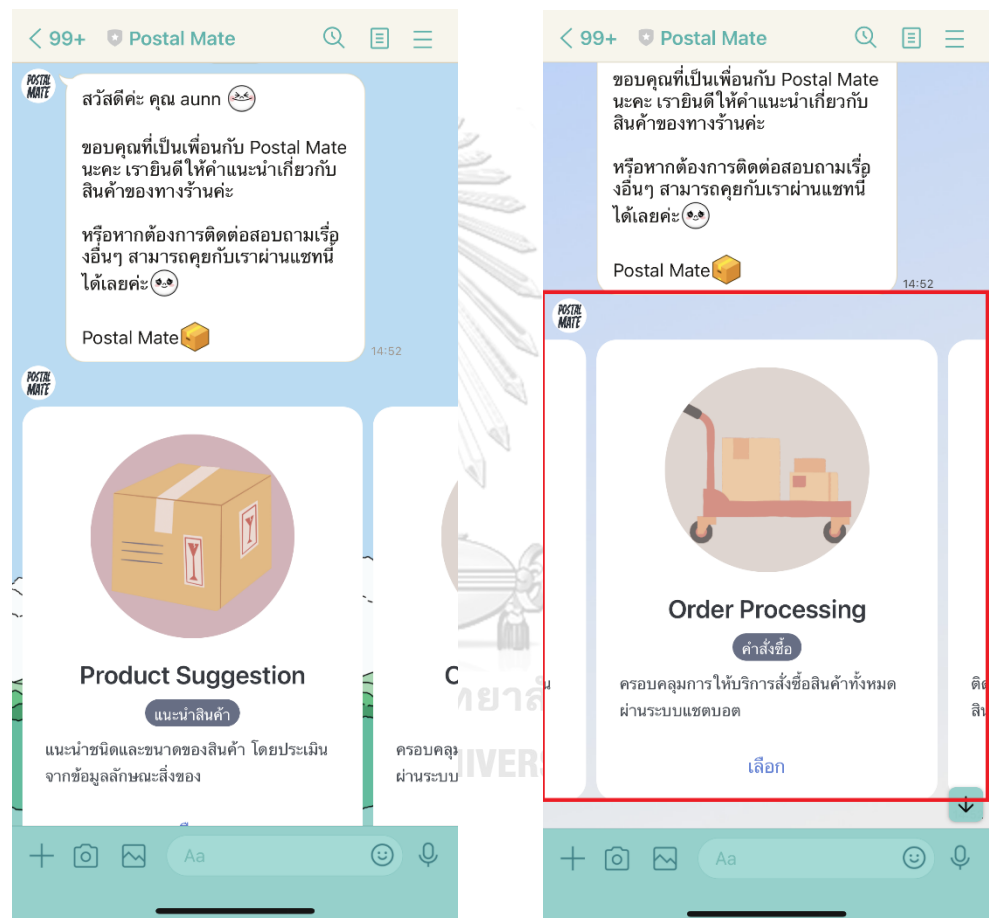 99+ Postal Mate
POSTAL
MATE
สวัสดีค่ะ คุณ aunn
ขอบคุณที่เป็นเพื่อนกับ Postal Mate
นะคะ เรายินดีให้คำแนะนำเกี่ยวกับ
สินค้าของทางร้านค่ะ
หรือหากต้องการติดต่อสอบถามเรื่อ
งอื่นๆ สามารถคุยกับเราผ่านแชทนี้
ได้เลยค่ะ
Postal Mate
14:52
POSTAL
MATE
Product Suggestion
แนะนำสินค้า
แนะนำชนิดและขนาดของสินค้า โดยประเมิน
จากข้อมูลลักษณะสิ่งของ
ครอบคลุม
ผ่านระบบ
Aa
99+ Postal Mate
ขอบคุณที่เป็นเพื่อนกับ Postal Mate
นะคะ เรายินดีให้คำแนะนำเกี่ยวกับ
สินค้าของทางร้านค่ะ
หรือหากต้องการติดต่อสอบถามเรื่อ
งอื่นๆ สามารถคุยกับเราผ่านแชทนี้
ได้เลยค่ะ
Postal Mate
14:52
POSTAL
MATE
Order Processing
คำสั่งซื้อ
ครอบคลุมการให้บริการสั่งซื้อสินค้าทั้งหมด
ผ่านระบบแชตบอต
เลือก
Aa